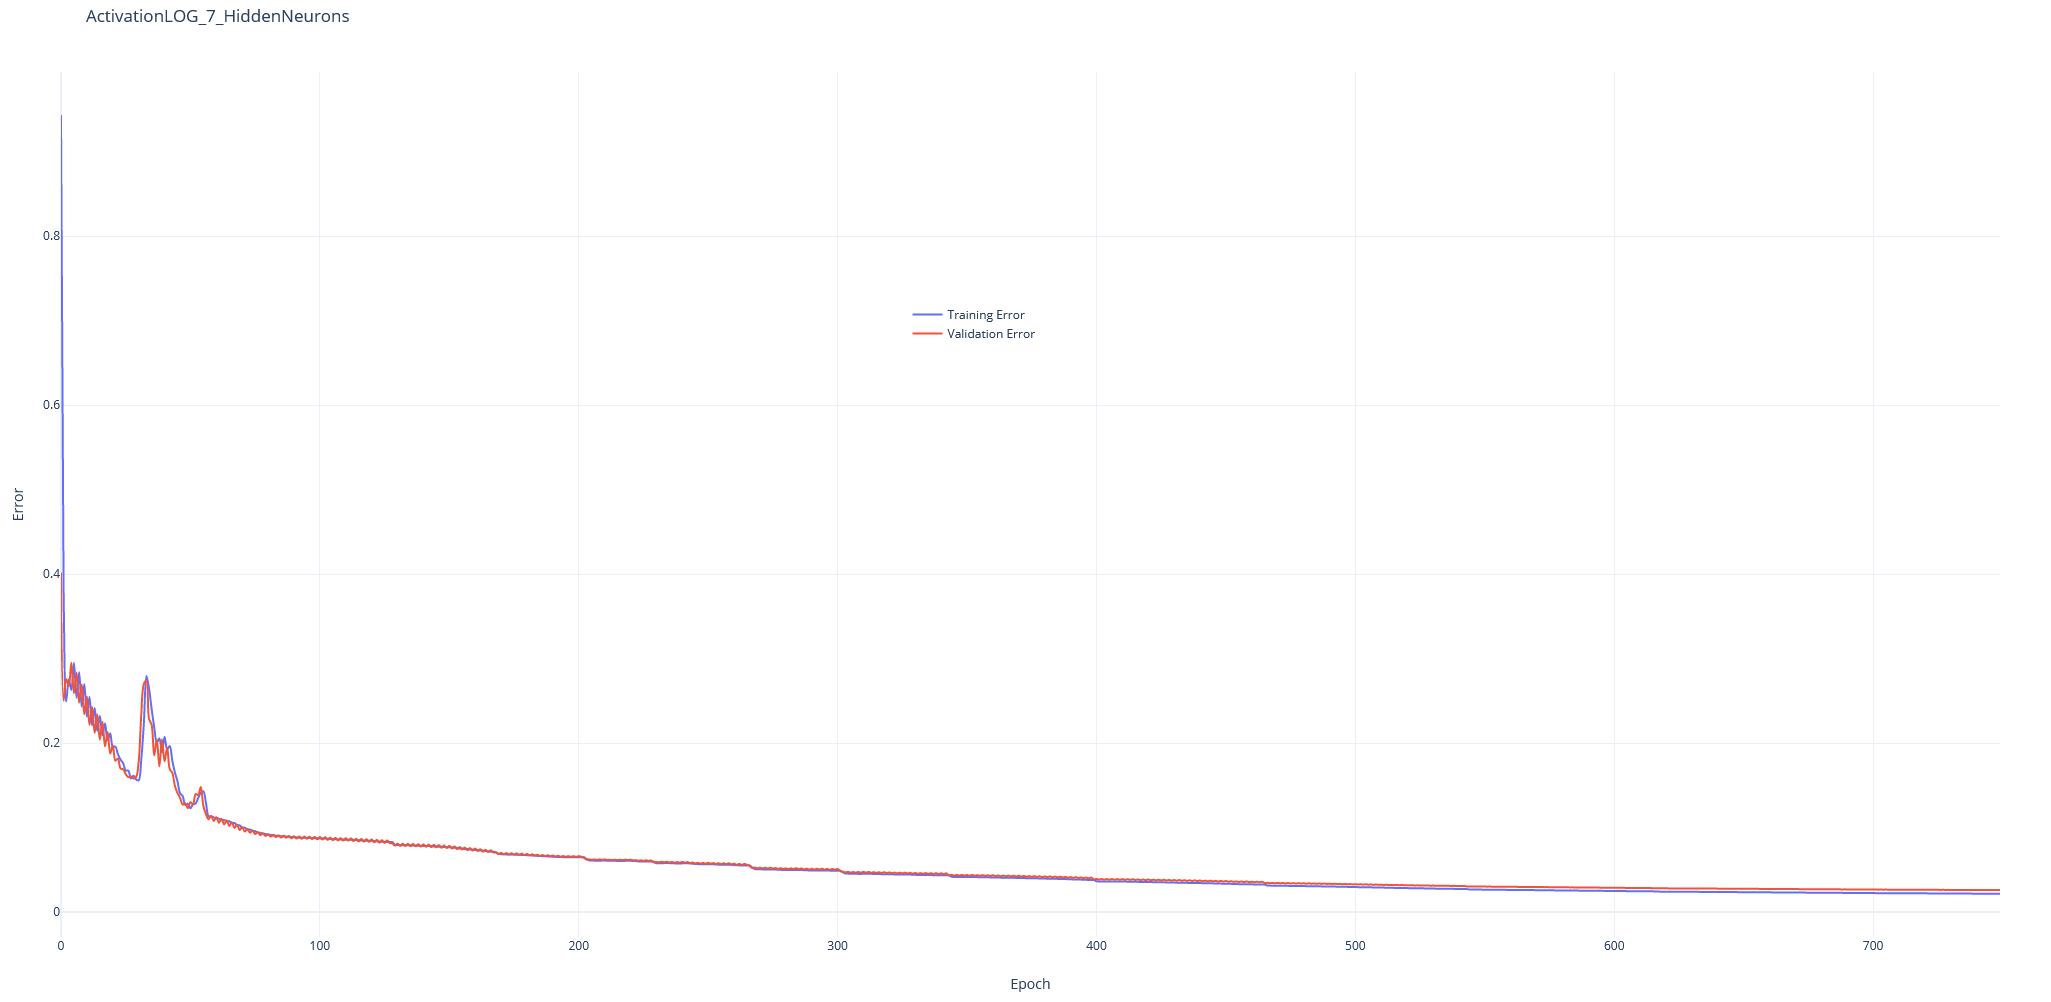 ActivationLOG_7_HiddenNeurons
0.8
0.6
0.4
0.2
0
Error
Training Error
Validation Error
0 100 200 300 400 500 600 700
Epoch